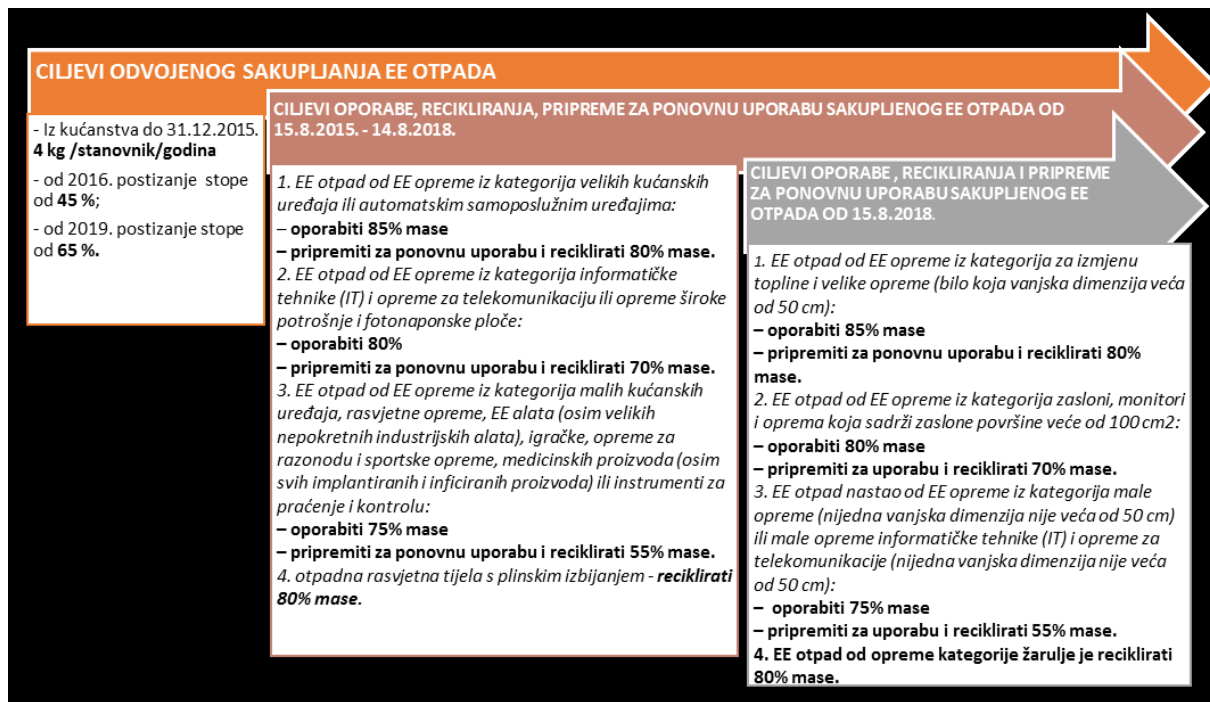 CILJEVI ODVOJENOG SAKUPLJANJA EE OTPADA
- Iz kućanstva do 31.12.2015.
4 kg /stanovnik/godina
- od 2016. postizanje stope
od 45 %;
- od 2019. postizanje stope
od 65 %.
CILJEVI OPORABE, RECIKLIRANJA, PRIPREME ZA PONOVNU UPORABU SAKUPLJENOG EE OTPADA OD
15.8.2015. - 14.8.2018.
1. EE otpad od EE opreme iz kategorija velikih kućanskih
uređaja ili automatskim samoposlužnim uređajima:
– oporabiti 85% mase
– pripremiti za ponovnu uporabu i reciklirati 80% mase.
2. EE otpad od EE opreme iz kategorija informatičke
tehnike (IT) i opreme za telekomunikaciju ili opreme široke
potrošnje i fotonaponske ploče:
– oporabiti 80%
– pripremiti za ponovnu uporabu i reciklirati 70% mase.
3. EE otpad od EE opreme iz kategorija malih kućanskih
uređaja, rasvjetne opreme, EE alata (osim velikih
nepokretnih industrijskih alata), igračke, opreme za
razonodu i sportske opreme, medicinskih proizvoda (osim
svih implantiranih i inficiranih proizvoda) ili instrumenti za
praćenje i kontrolu:
– oporabiti 75% mase
– pripremiti za ponovnu uporabu i reciklirati 55% mase.
4. otpadna rasvjetna tijela s plinskim izbijanjem - reciklirati
80% mase.
CILJEVI OPORABE , RECIKLIRANJA I PRIPREME
ZA PONOVNU UPORABU SAKUPLJENOG EE
OTPADA OD 15.8.2018.
1. EE otpad od EE opreme iz kategorija za izmjenu
topline i velike opreme (bilo koja vanjska dimenzija veća
od 50 cm):
– oporabiti 85% mase
– pripremiti za ponovnu uporabu i reciklirati 80%
mase.
2. EE otpad od EE opreme iz kategorija zasloni, monitori
i oprema koja sadrži zaslone površine veće od 100 cm2:
– oporabiti 80% mase
– pripremiti za uporabu i reciklirati 70% mase.
3. EE otpad nastao od EE opreme iz kategorija male
opreme (nijedna vanjska dimenzija nije veća od 50 cm)
ili male opreme informatičke tehnike (IT) i opreme za
telekomunikacije (nijedna vanjska dimenzija nije veća
od 50 cm):
– oporabiti 75% mase
– pripremiti za uporabu i reciklirati 55% mase.
4. EE otpad od opreme kategorije žarulje je reciklirati
80% mase.